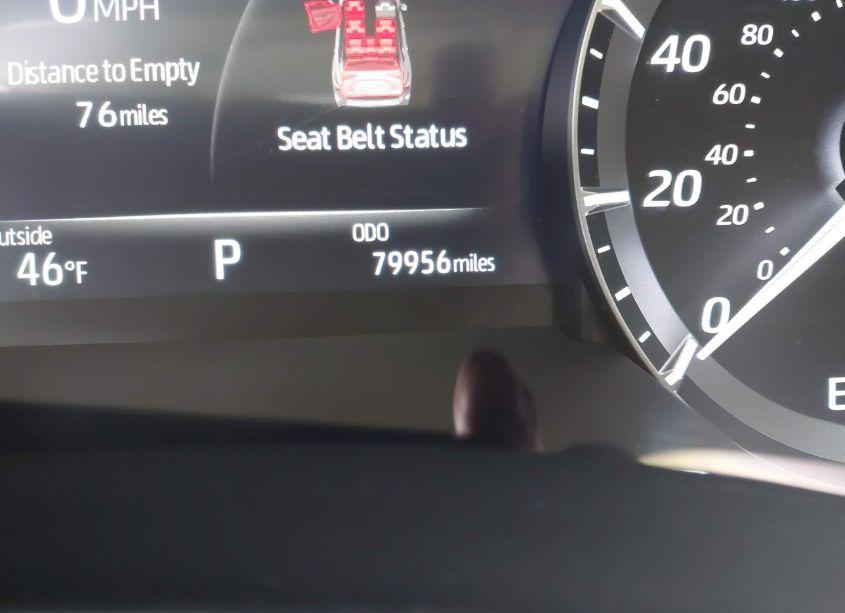 0 MPH
Distance to Empty
76 miles
Seat Belt Status
utside
46°F
P
ODO
79956 miles
40
20
0
80
60
40
20
0
E